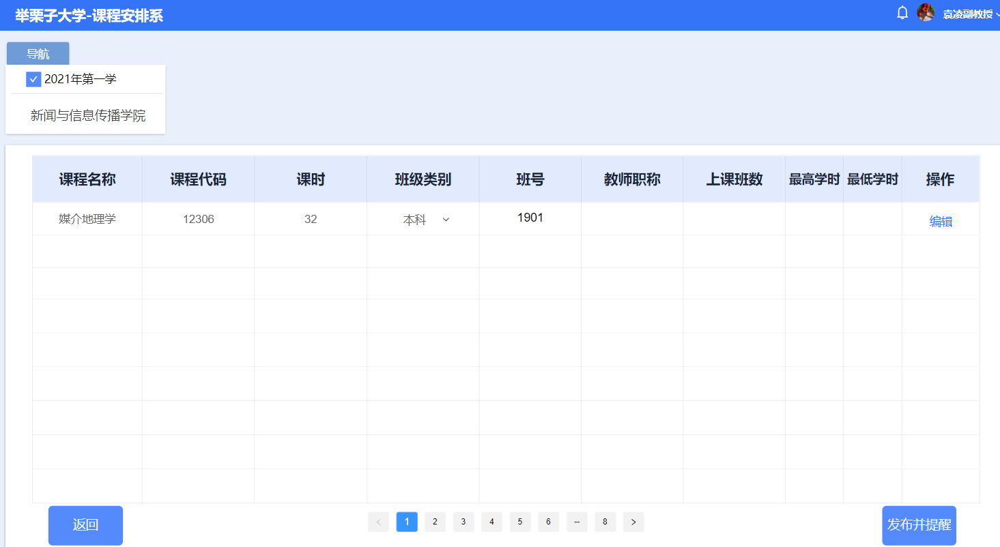 举栗子大学-课程安排系
袁凌副教授
导航
2021年第一学
新闻与信息传播学院
课程名称 课程代码 课时 班级类别 班号 教师职称 上课班数 最高学时 最低学时 操作
媒介地理学 12306 32 本科 1901 编辑
返回 < 1 2 3 4 5 6 ··· 8 > 发布并提醒